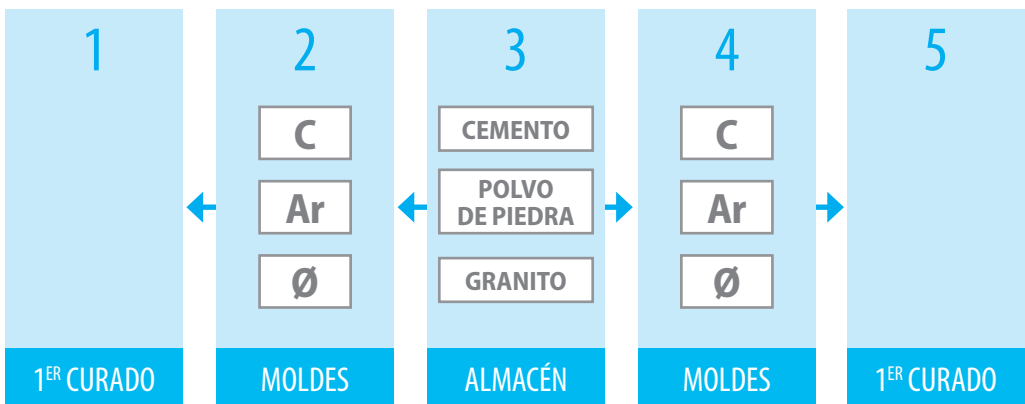 1
2
3
4
5
C
CEMENTO
C
Ar
POLVO
DE PIEDRA
Ar
Ø
GRANITO
Ø
1ER CURADO
MOLDES
ALMACÉN
MOLDES
1ER CURADO